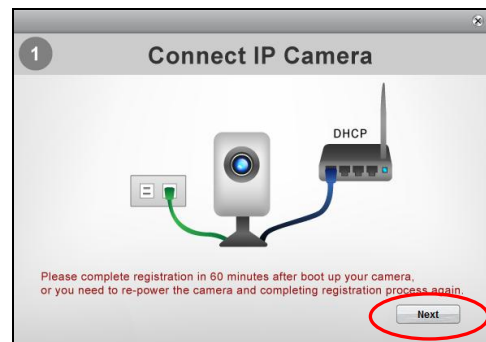 1
Connect IP Camera
DHCP
Please complete registration in 60 minutes after boot up your camera,
or you need to re-power the camera and completing registration process again.
Next